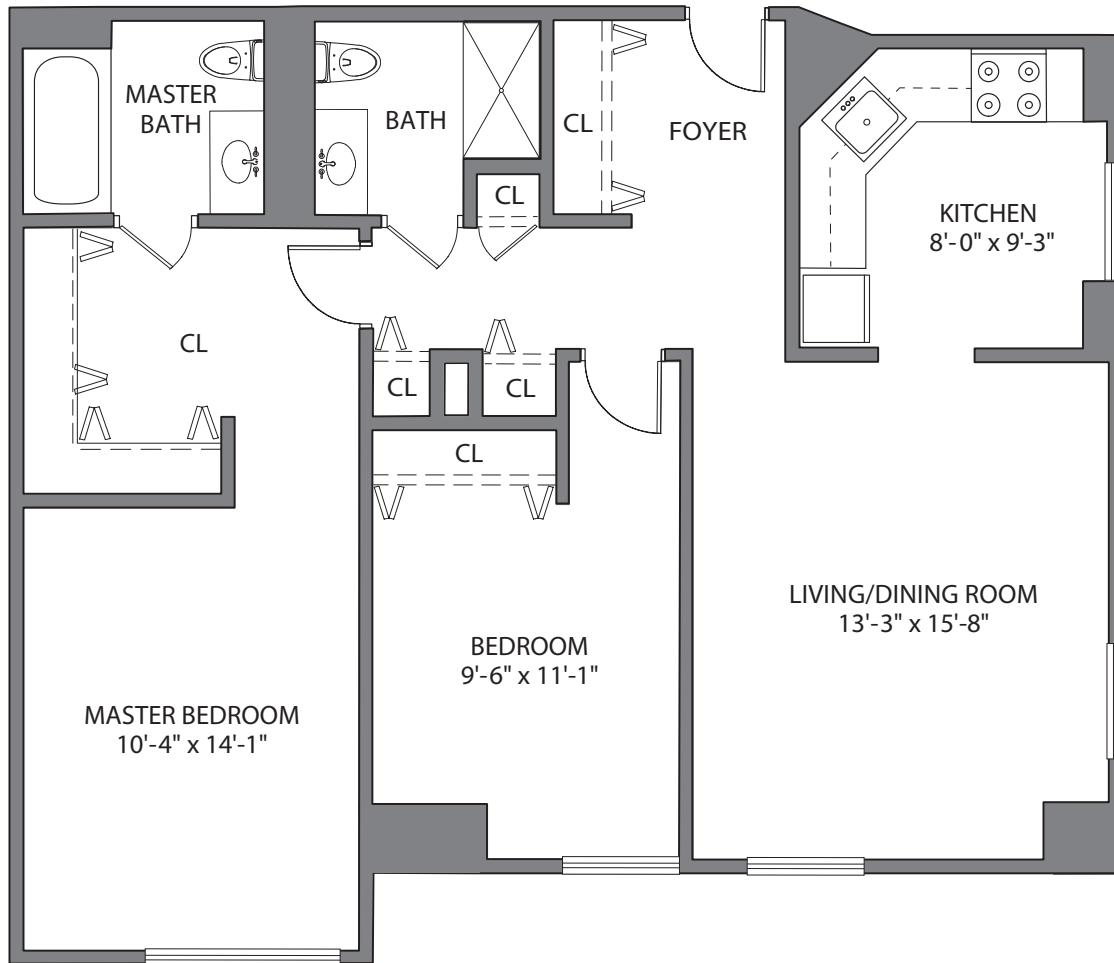 MASTER
BATH
BATH
CL
FOYER
CL
KITCHEN
8'-0" x 9'-3"
CL
CL
CL
CL
LIVING/DINING ROOM
13'-3" x 15'-8"
BEDROOM
9'-6" x 11'-1"
MASTER BEDROOM
10'-4" x 14'-1"